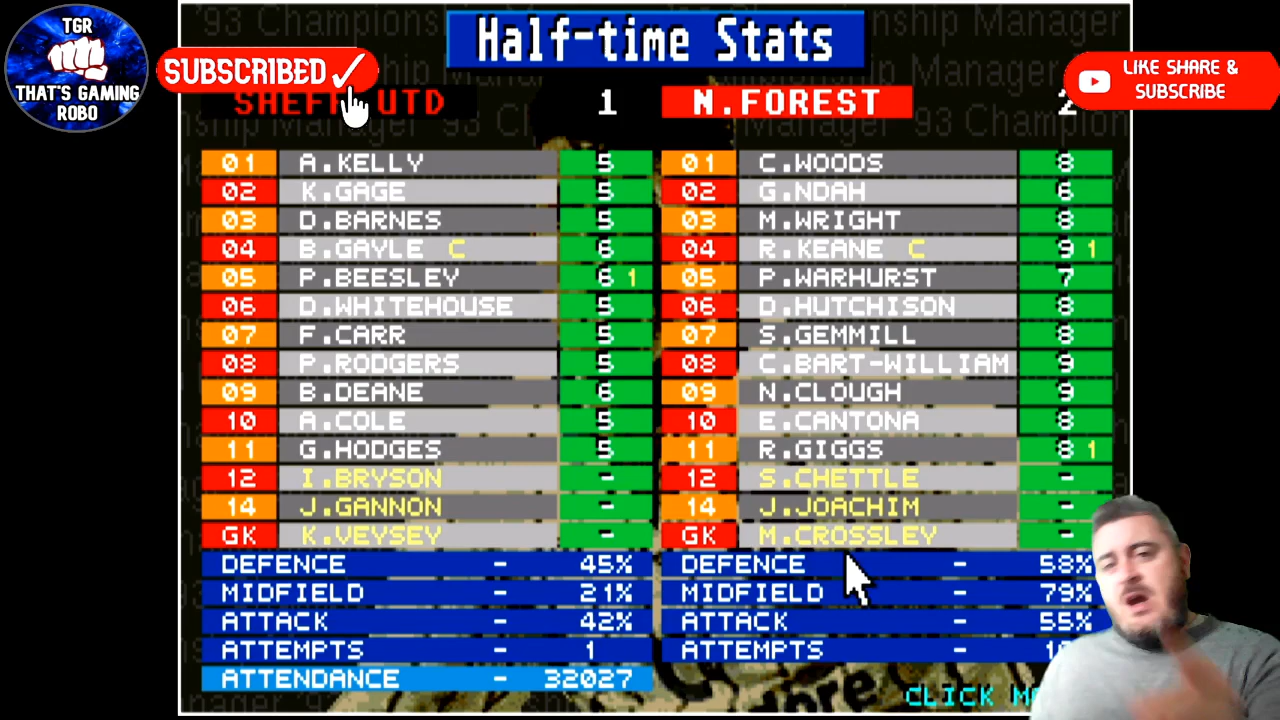 TGR
THAT'S GAMING
ROBO
SUBSCRIBED
LIKE SHARE &
SUBSCRIBE
Half-time Stats
SHEFF UTD 1 N.FOREST 2
01 A.KELLY 5 01 C.WOODS 8
02 K.GAGE 5 02 G.NDAH 6
03 D.BARNES 5 03 M.WRIGHT 8
04 B.GAYLE C 6 04 R.KEANE C 9 1
05 P.BEESLEY 6 1 05 P.WARHURST 7
06 D.WHITEHOUSE 5 06 D.HUTCHISON 8
07 F.CARR 5 07 S.GEMMILL 8
08 P.RODGERS 5 08 C.BART-WILLIAM 9
09 B.DEANE 6 09 N.CLOUGH 9
10 A.COLE 5 10 E.CANTONA 8
11 G.HODGES 5 11 R.GIGGS 8 1
12 I.BRYSON - 12 S.CHETTLE -
14 J.GANNON - 14 J.JOACHIM -
GK K.VEYSEY - GK M.CROSSLEY -
DEFENCE - 45% DEFENCE - 58%
MIDFIELD - 21% MIDFIELD - 79%
ATTACK - 42% ATTACK - 55%
ATTEMPTS - 1 ATTEMPTS -
ATTENDANCE - 32027
CLICK